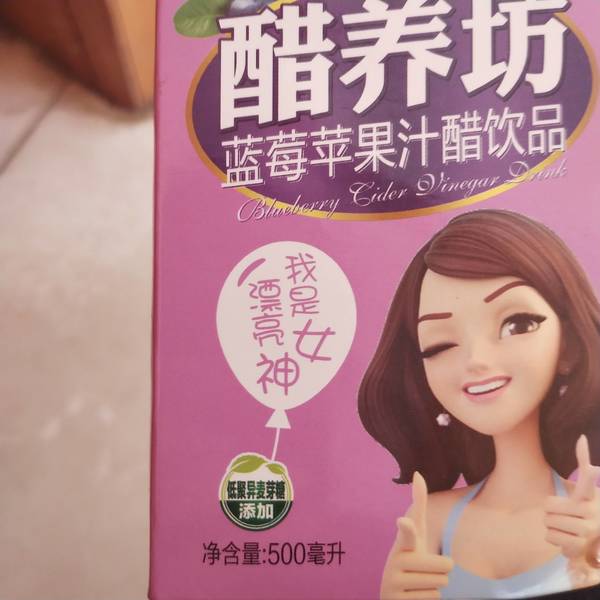 醋养坊
蓝莓苹果汁醋饮品
Blueberry Cider Vinegar Drink
我是女
漂亮神
低聚异麦芽糖
添加
净含量:500毫升